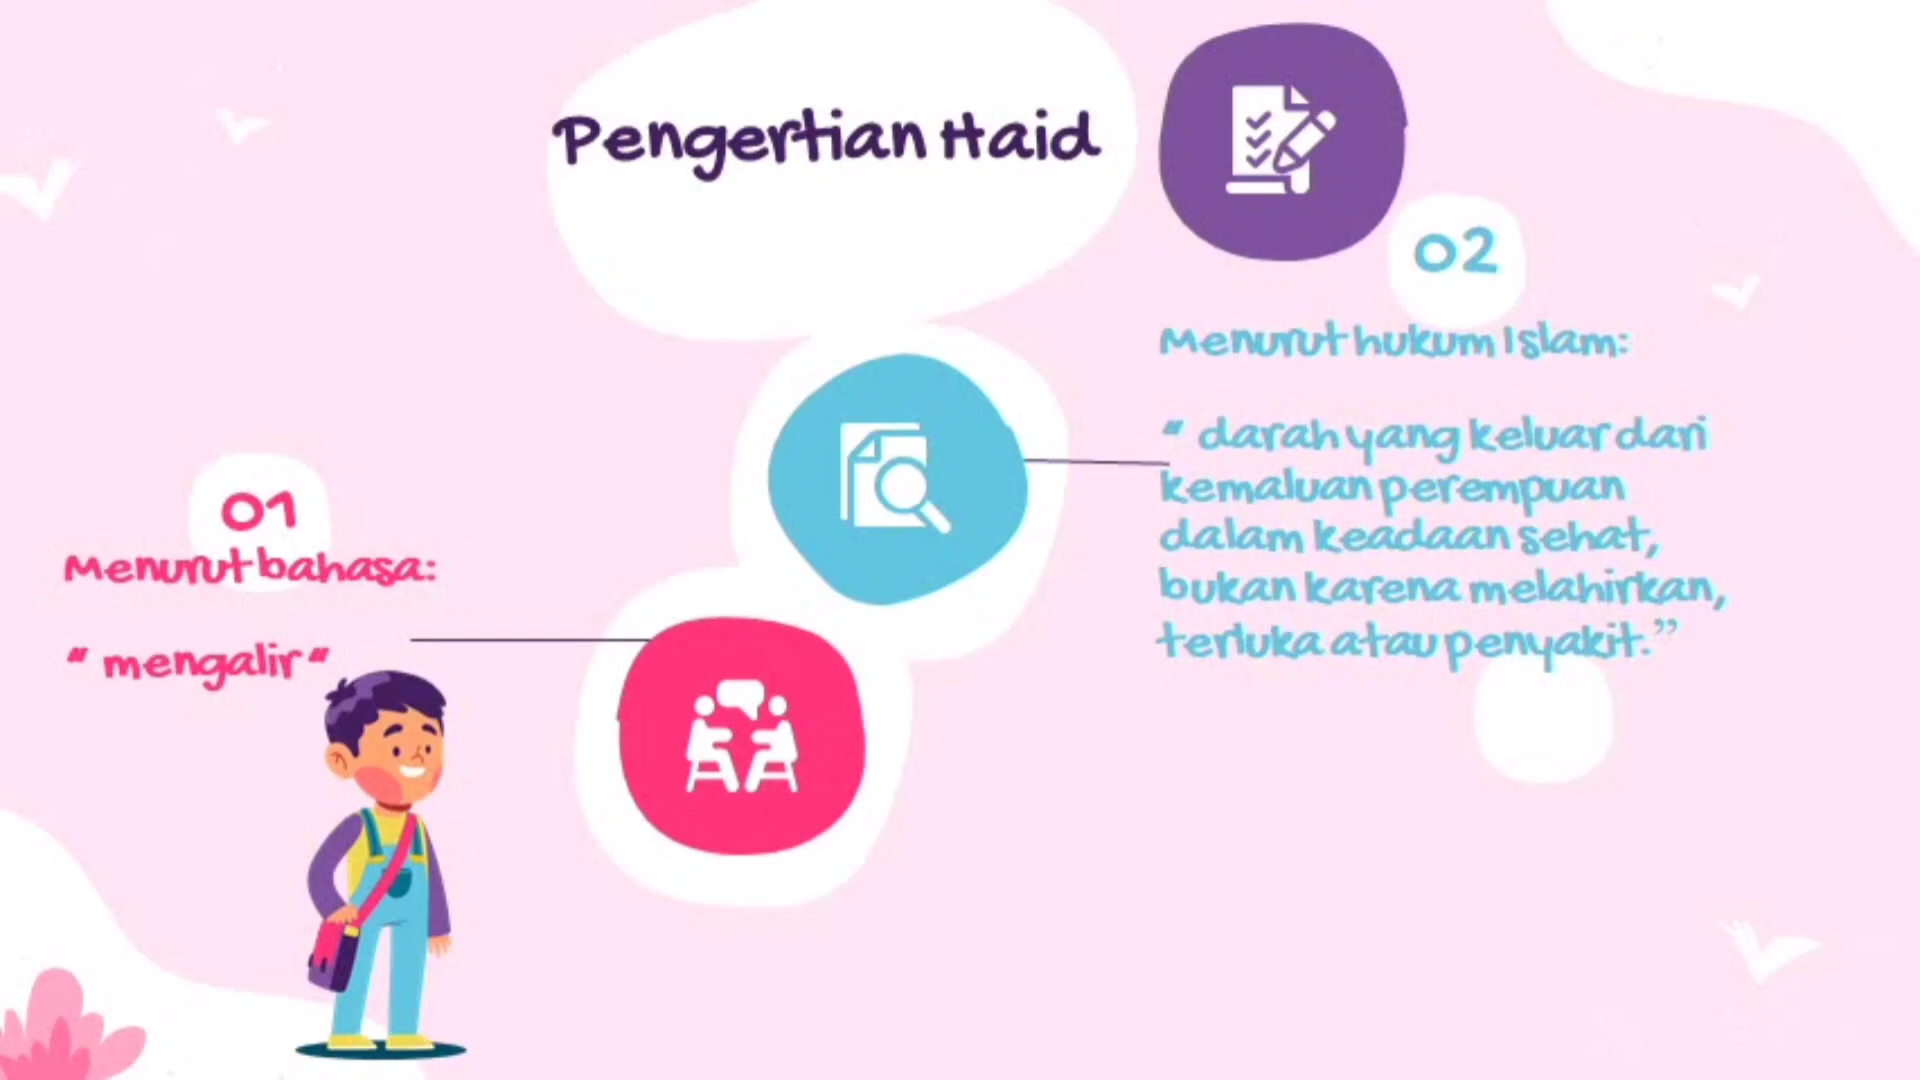 Pengertian Haid
01
Menurut bahasa:
“ mengalir “
02
Menurut hukum Islam:
“ darah yang keluar dari
kemaluan perempuan
dalam keadaan sehat,
bukan karena melahirkan,
terluka atau penyakit.”